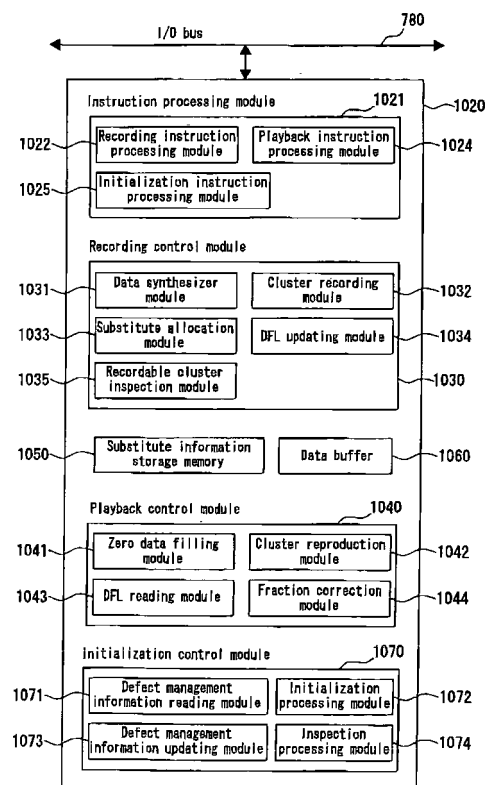 I/O bus
780
Instruction processing module
1021
1020
1022
Recording instruction
processing module
Playback instruction
processing module
1024
1025
Initialization instruction
processing module
Recording control module
1031
Data synthesizer
module
Cluster recording
module
1032
1033
Substitute allocation
module
DFL updating module
1034
1035
Recordable cluster
inspection module
1030
1050
Substitute information
storage memory
Data buffer
1060
Playback control module
1040
1041
Zero data filling
module
Cluster reproduction
module
1042
1043
DFL reading module
Fraction correction
module
1044
Initialization control module
1070
1071
Defect management
information reading module
Initialization
processing module
1072
1073
Defect management
information updating module
Inspection
processing module
1074